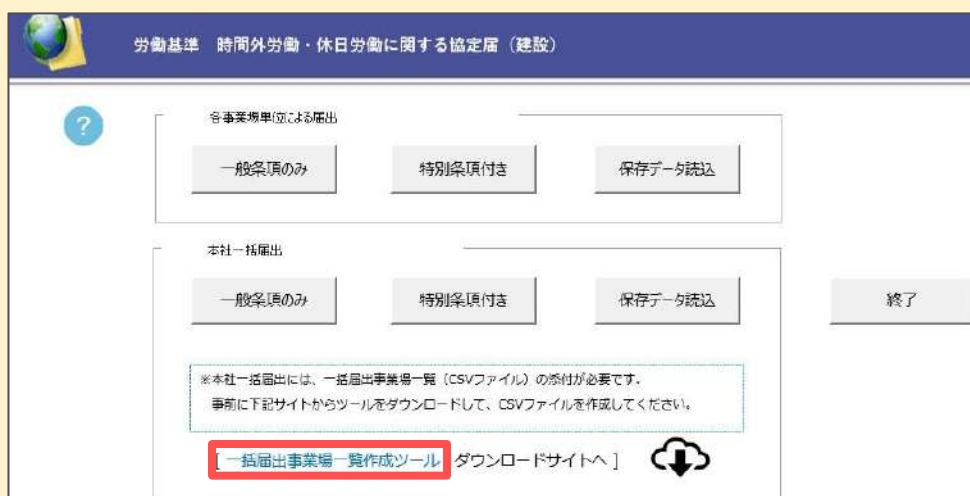 労働基準 時間外労働・休日労働に関する協定届（建設）
?
各事業場単位による届出
一般条項のみ 特別条項付き 保存データ読込
本社一括届出
一般条項のみ 特別条項付き 保存データ読込 終了
※本社一括届出には、一括届出事業場一覧（CSVファイル）の添付が必要です。
事前に下記サイトからツールをダウンロードして、CSVファイルを作成してください。
[ 一括届出事業場一覧作成ツール ダウンロードサイトへ ]